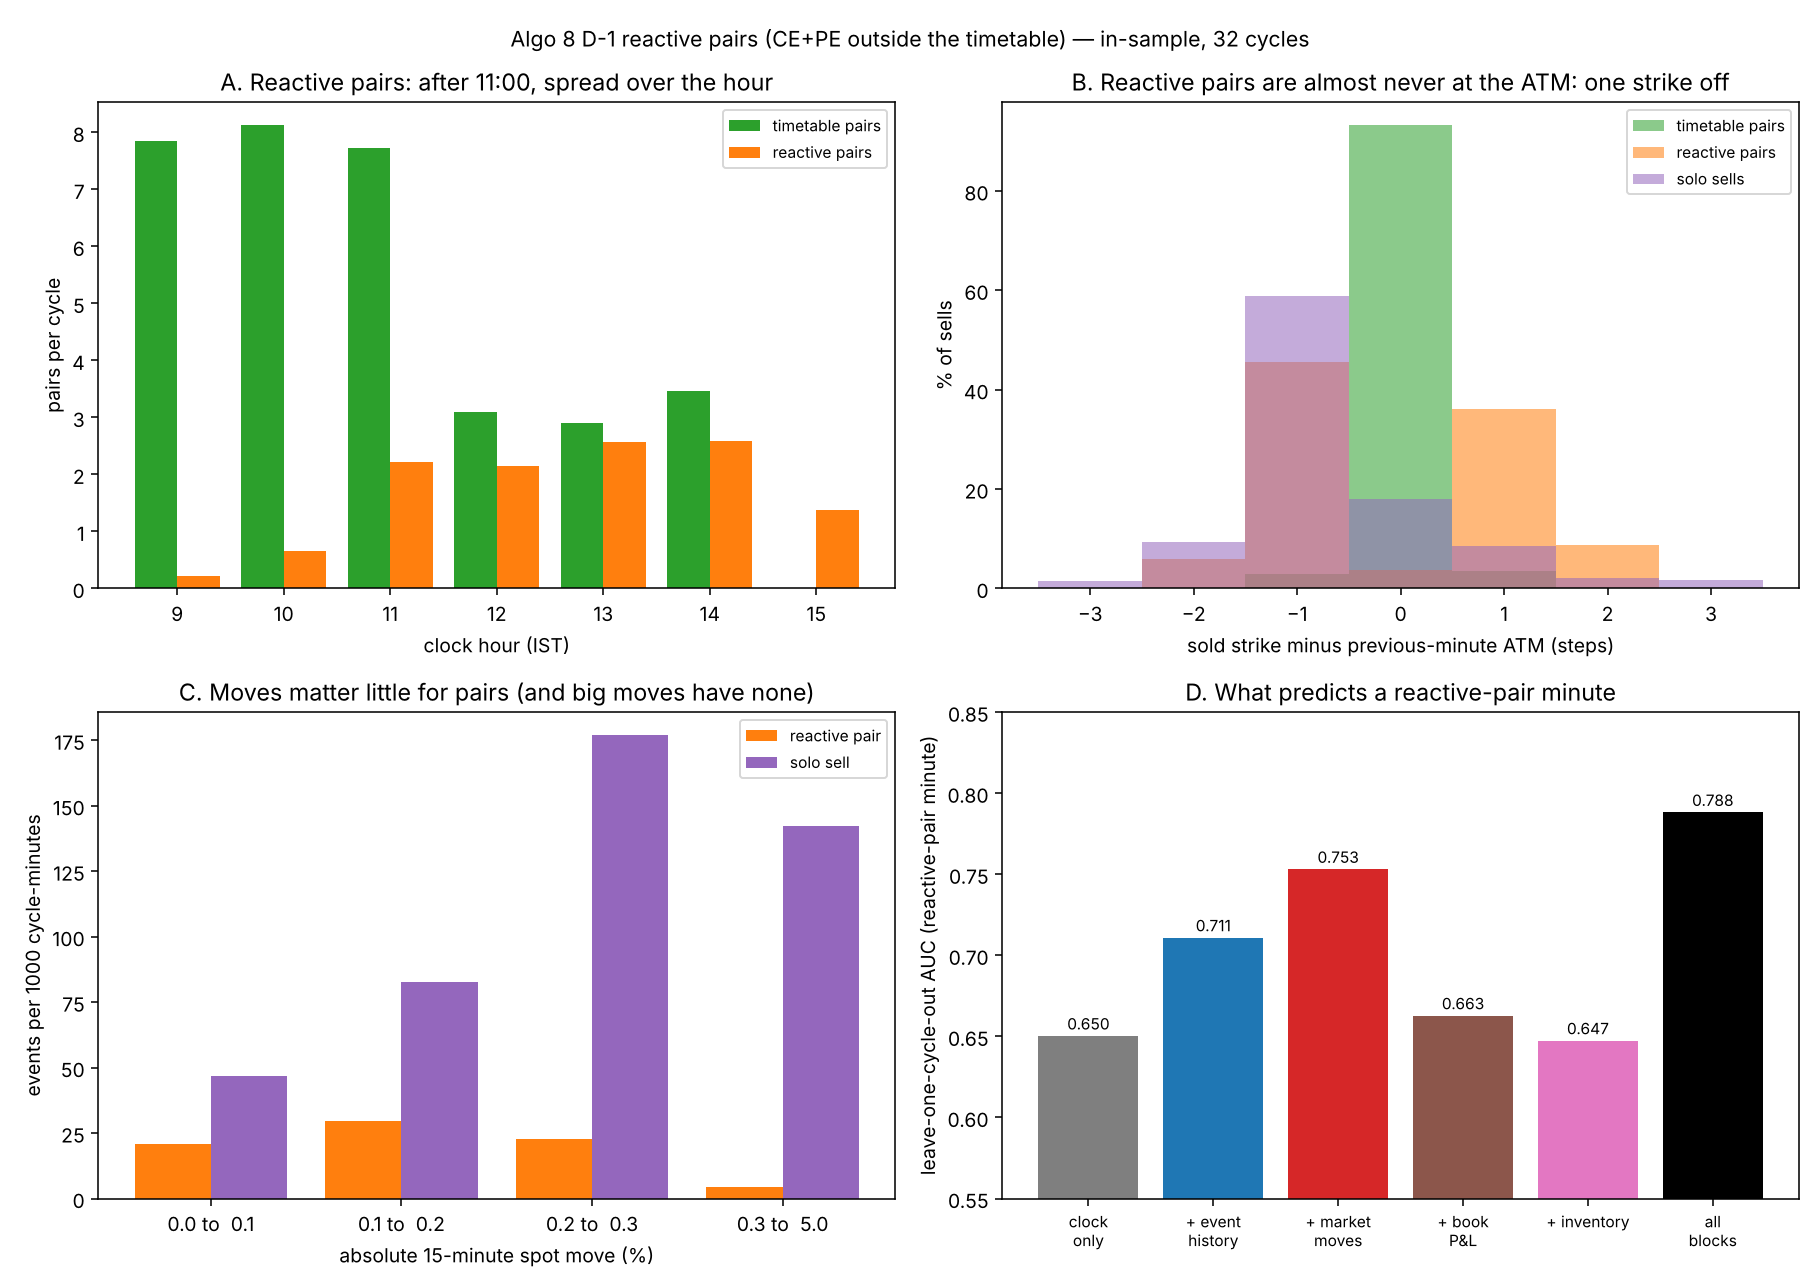 Algo 8 D-1 reactive pairs (CE+PE outside the timetable) — in-sample, 32 cycles
A. Reactive pairs: after 11:00, spread over the hour
timetable pairs
reactive pairs
pairs per cycle
8
7
6
5
4
3
2
1
0
9 10 11 12 13 14 15
clock hour (IST)
B. Reactive pairs are almost never at the ATM: one strike off
timetable pairs
reactive pairs
solo sells
% of sells
80
60
40
20
0
−3 −2 −1 0 1 2 3
sold strike minus previous-minute ATM (steps)
C. Moves matter little for pairs (and big moves have none)
reactive pair
solo sell
events per 1000 cycle-minutes
175
150
125
100
75
50
25
0
0.0 to 0.1 0.1 to 0.2 0.2 to 0.3 0.3 to 5.0
absolute 15-minute spot move (%)
D. What predicts a reactive-pair minute
leave-one-cycle-out AUC (reactive-pair minute)
0.85
0.80
0.75
0.70
0.65
0.60
0.55
0.650
0.711
0.753
0.663
0.647
0.788
clock
only
+ event
history
+ market
moves
+ book
P&L
+ inventory
all
blocks